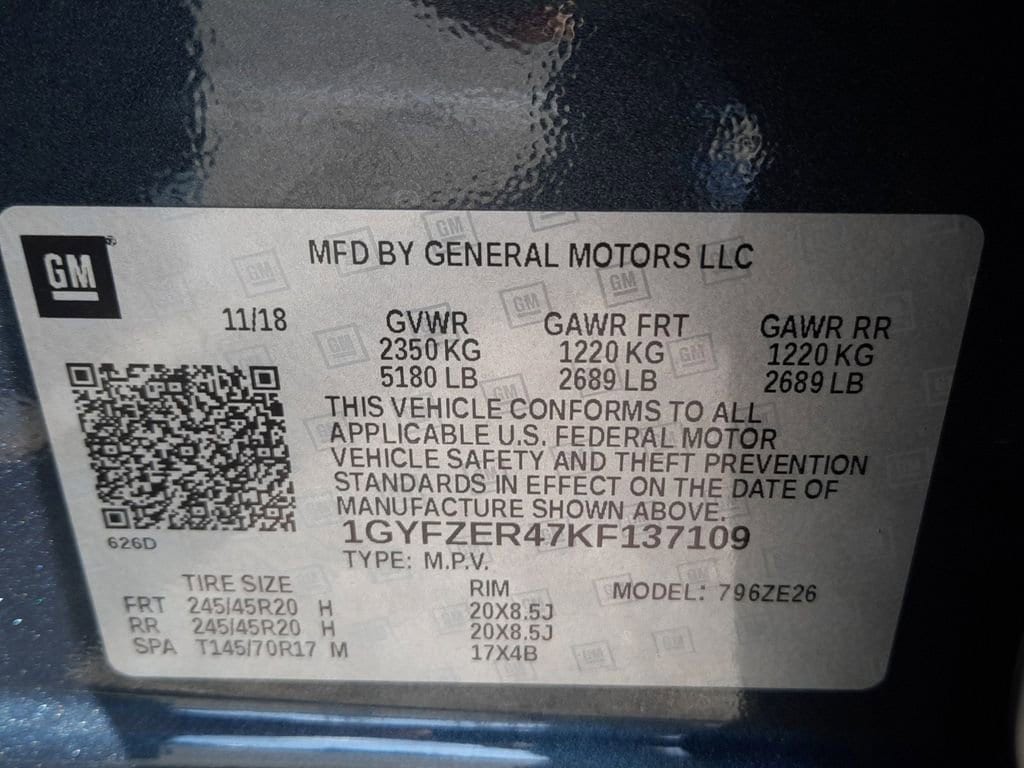 GM
MFD BY GENERAL MOTORS LLC
11/18 GVWR GAWR FRT GAWR RR
2350 KG 1220 KG 1220 KG
5180 LB 2689 LB 2689 LB
THIS VEHICLE CONFORMS TO ALL
APPLICABLE U.S. FEDERAL MOTOR
VEHICLE SAFETY AND THEFT PREVENTION
STANDARDS IN EFFECT ON THE DATE OF
MANUFACTURE SHOWN ABOVE.
1GYFZER47KF137109
626D
TYPE: M.P.V.
TIRE SIZE RIM MODEL: 796ZE26
FRT 245/45R20 H 20X8.5J
RR 245/45R20 H 20X8.5J
SPA T145/70R17 M 17X4B